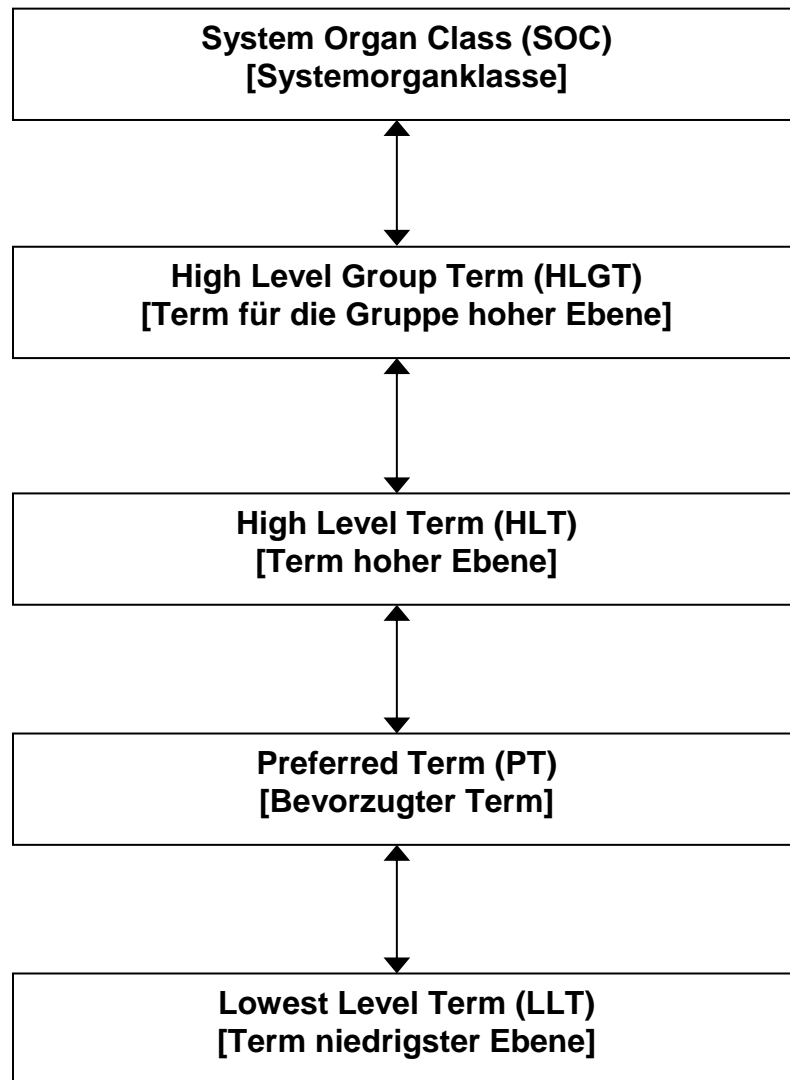 System Organ Class (SOC)
[Systemorganklasse]
High Level Group Term (HLGT)
[Term für die Gruppe hoher Ebene]
High Level Term (HLT)
[Term hoher Ebene]
Preferred Term (PT)
[Bevorzugter Term]
Lowest Level Term (LLT)
[Term niedrigster Ebene]